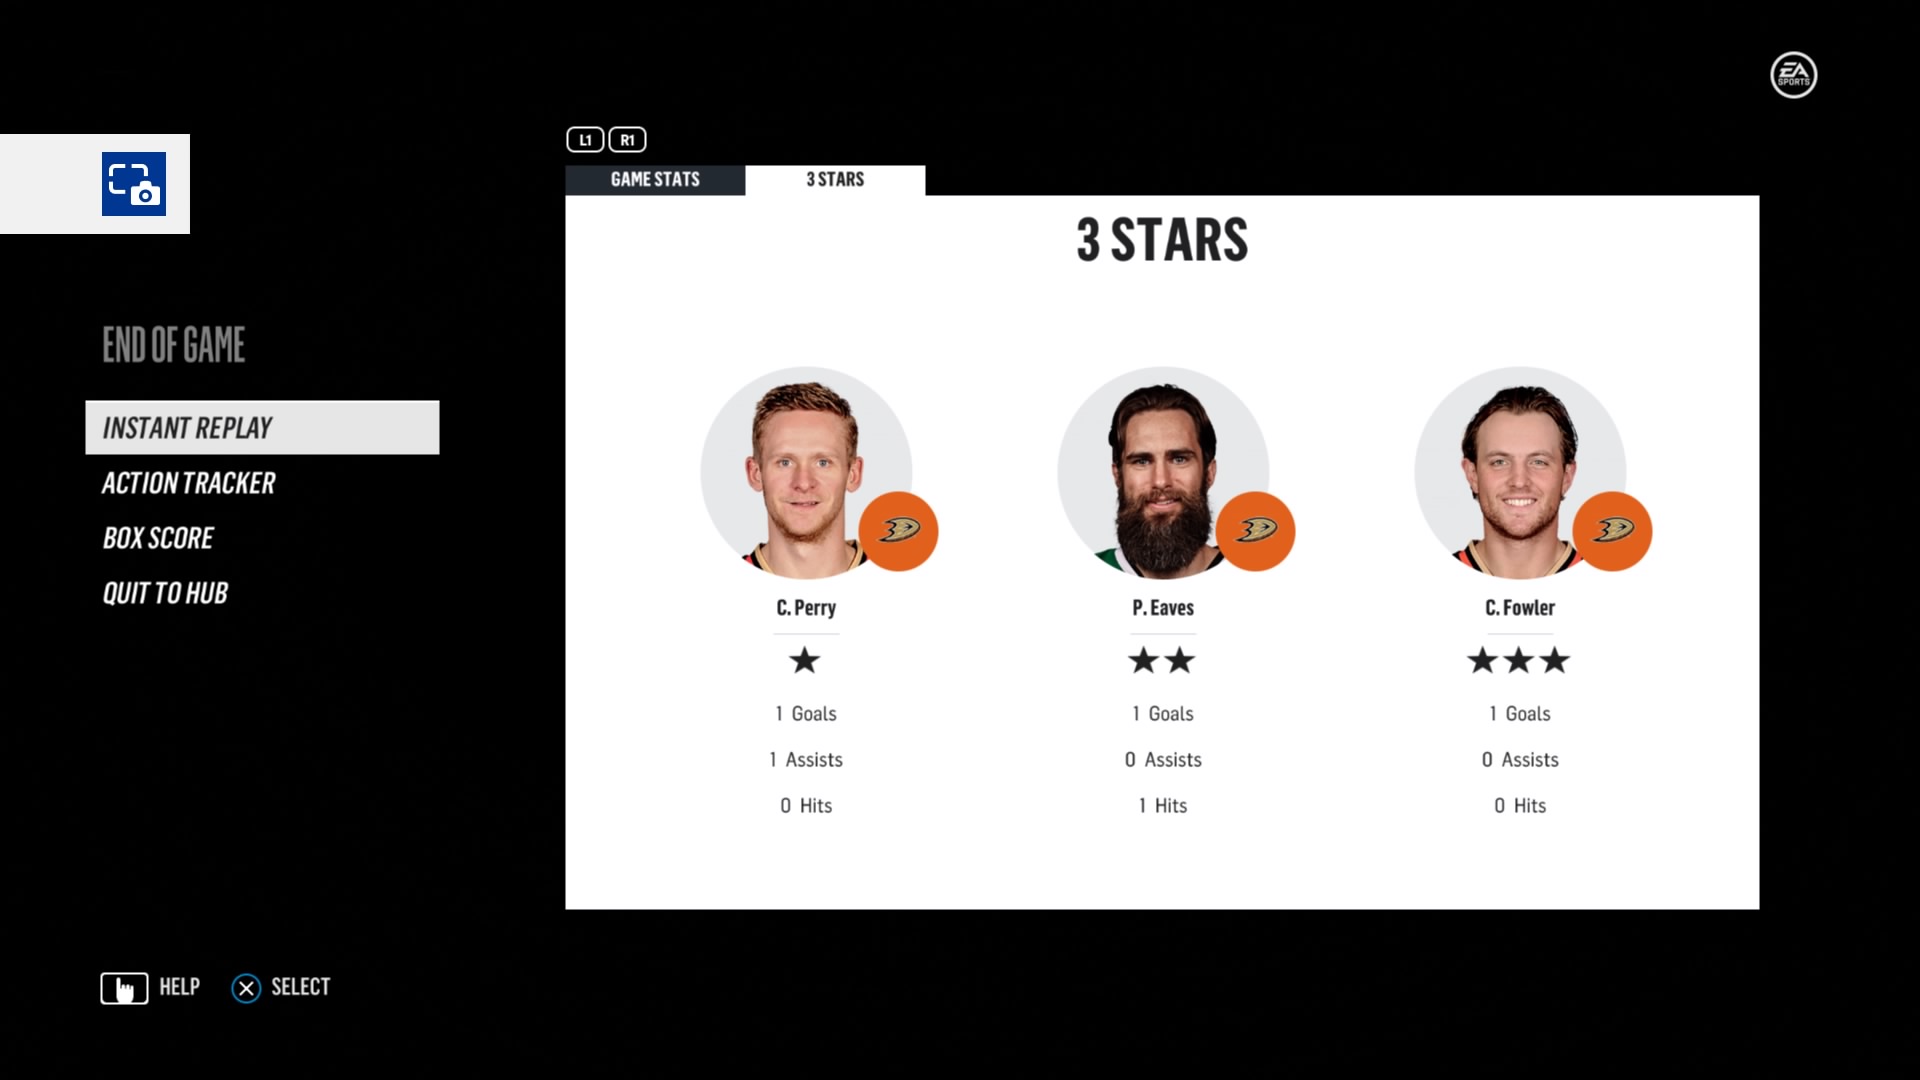 EA
SPORTS
L1 R1
GAME STATS 3 STARS
3 STARS
END OF GAME
INSTANT REPLAY
ACTION TRACKER
BOX SCORE
QUIT TO HUB
C. Perry
1 Goals
1 Assists
0 Hits
P. Eaves
1 Goals
0 Assists
1 Hits
C. Fowler
1 Goals
0 Assists
0 Hits
HELP SELECT